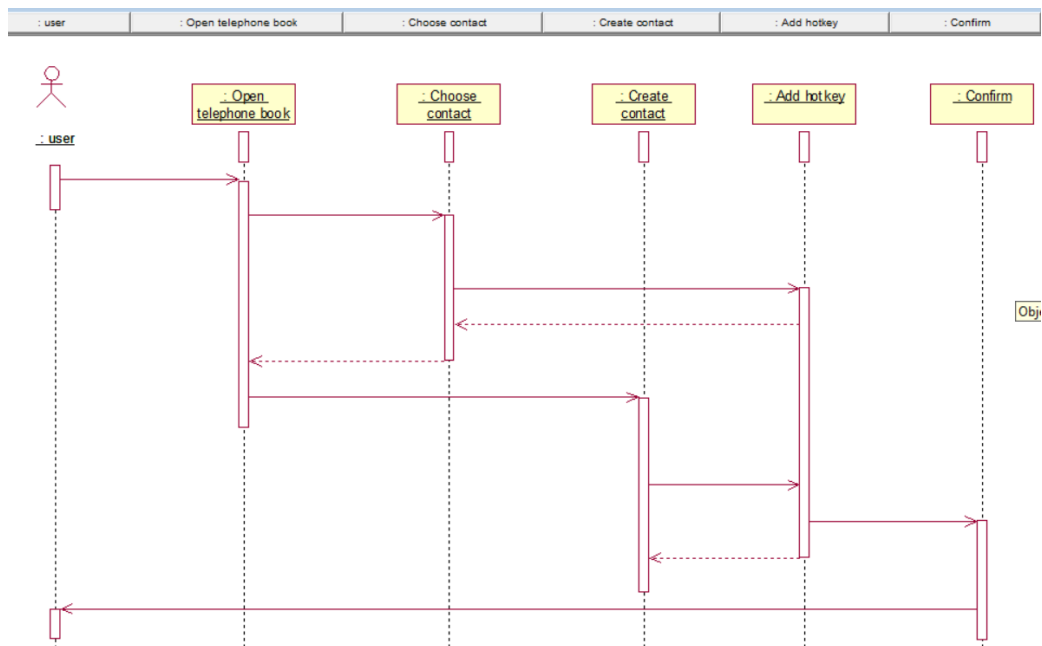 : user
: Open telephone book
: Choose contact
: Create contact
: Add hotkey
: Confirm
: Open
telephone book
: Choose
contact
: Create
contact
: Add hotkey
: Confirm
: user
Obje